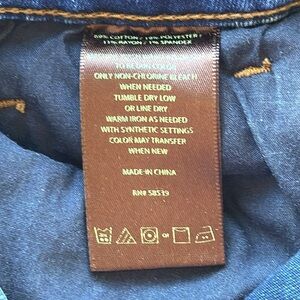 69% COTTON / 19% POLYESTER /
11% RAYON / 1% SPANDEX
TO RETAIN COLOR
ONLY NON-CHLORINE BLEACH
WHEN NEEDED
TUMBLE DRY LOW
OR LINE DRY
WARM IRON AS NEEDED
WITH SYNTHETIC SETTINGS
COLOR MAY TRANSFER
WHEN NEW
MADE IN CHINA
RN# 58519
OR